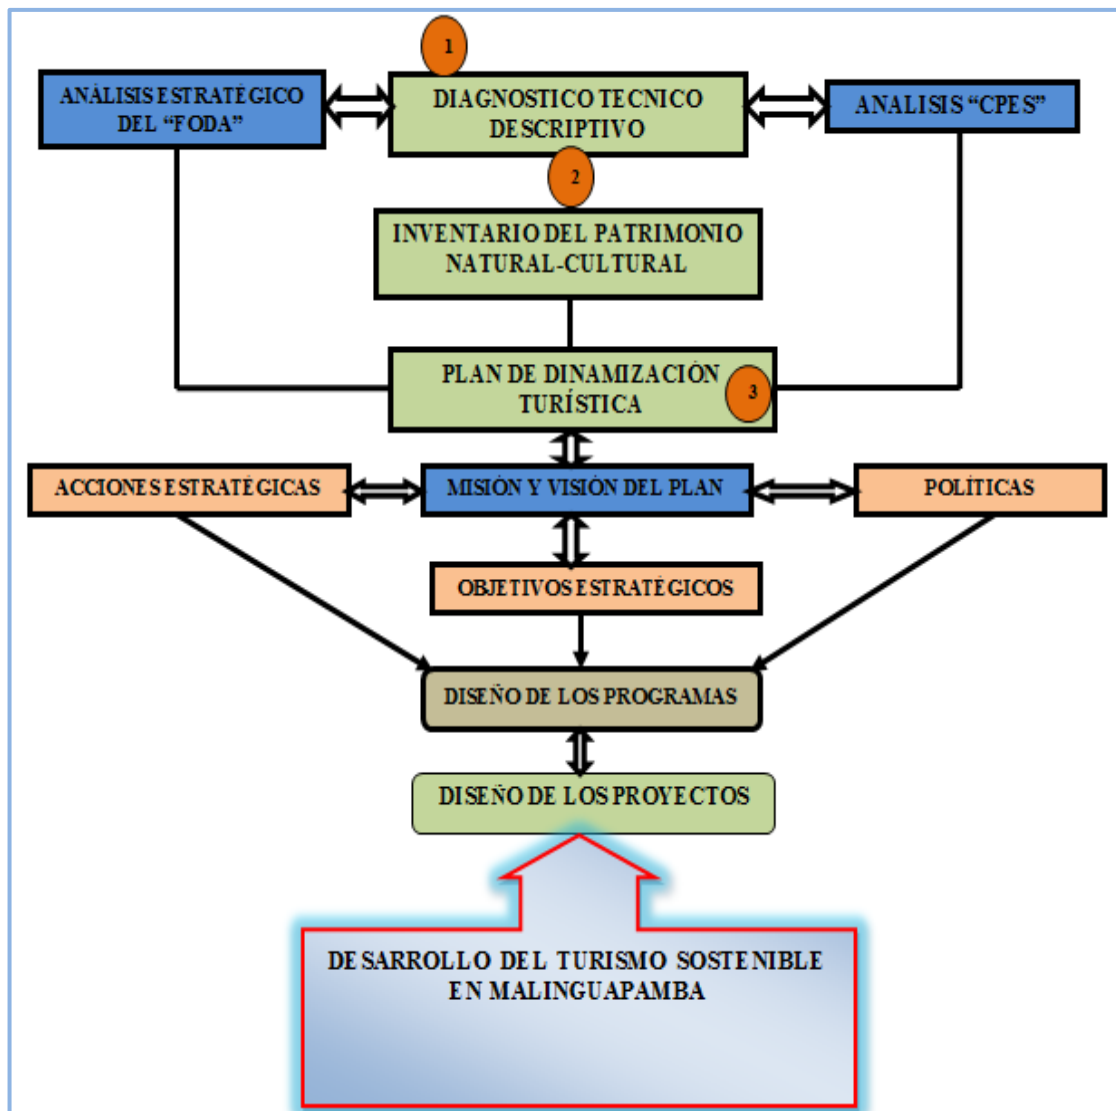 1
ANÁLISIS ESTRATÉGICO
DEL “FODA”
DIAGNOSTICO TECNICO
DESCRIPTIVO
ANALISIS “CPES”
2
INVENTARIO DEL PATRIMONIO
NATURAL-CULTURAL
PLAN DE DINAMIZACIÓN
TURÍSTICA
3
ACCIONES ESTRATÉGICAS
MISIÓN Y VISIÓN DEL PLAN
POLÍTICAS
OBJETIVOS ESTRATÉGICOS
DISEÑO DE LOS PROGRAMAS
DISEÑO DE LOS PROYECTOS
DESARROLLO DEL TURISMO SOSTENIBLE
EN MALINGUAPAMBA